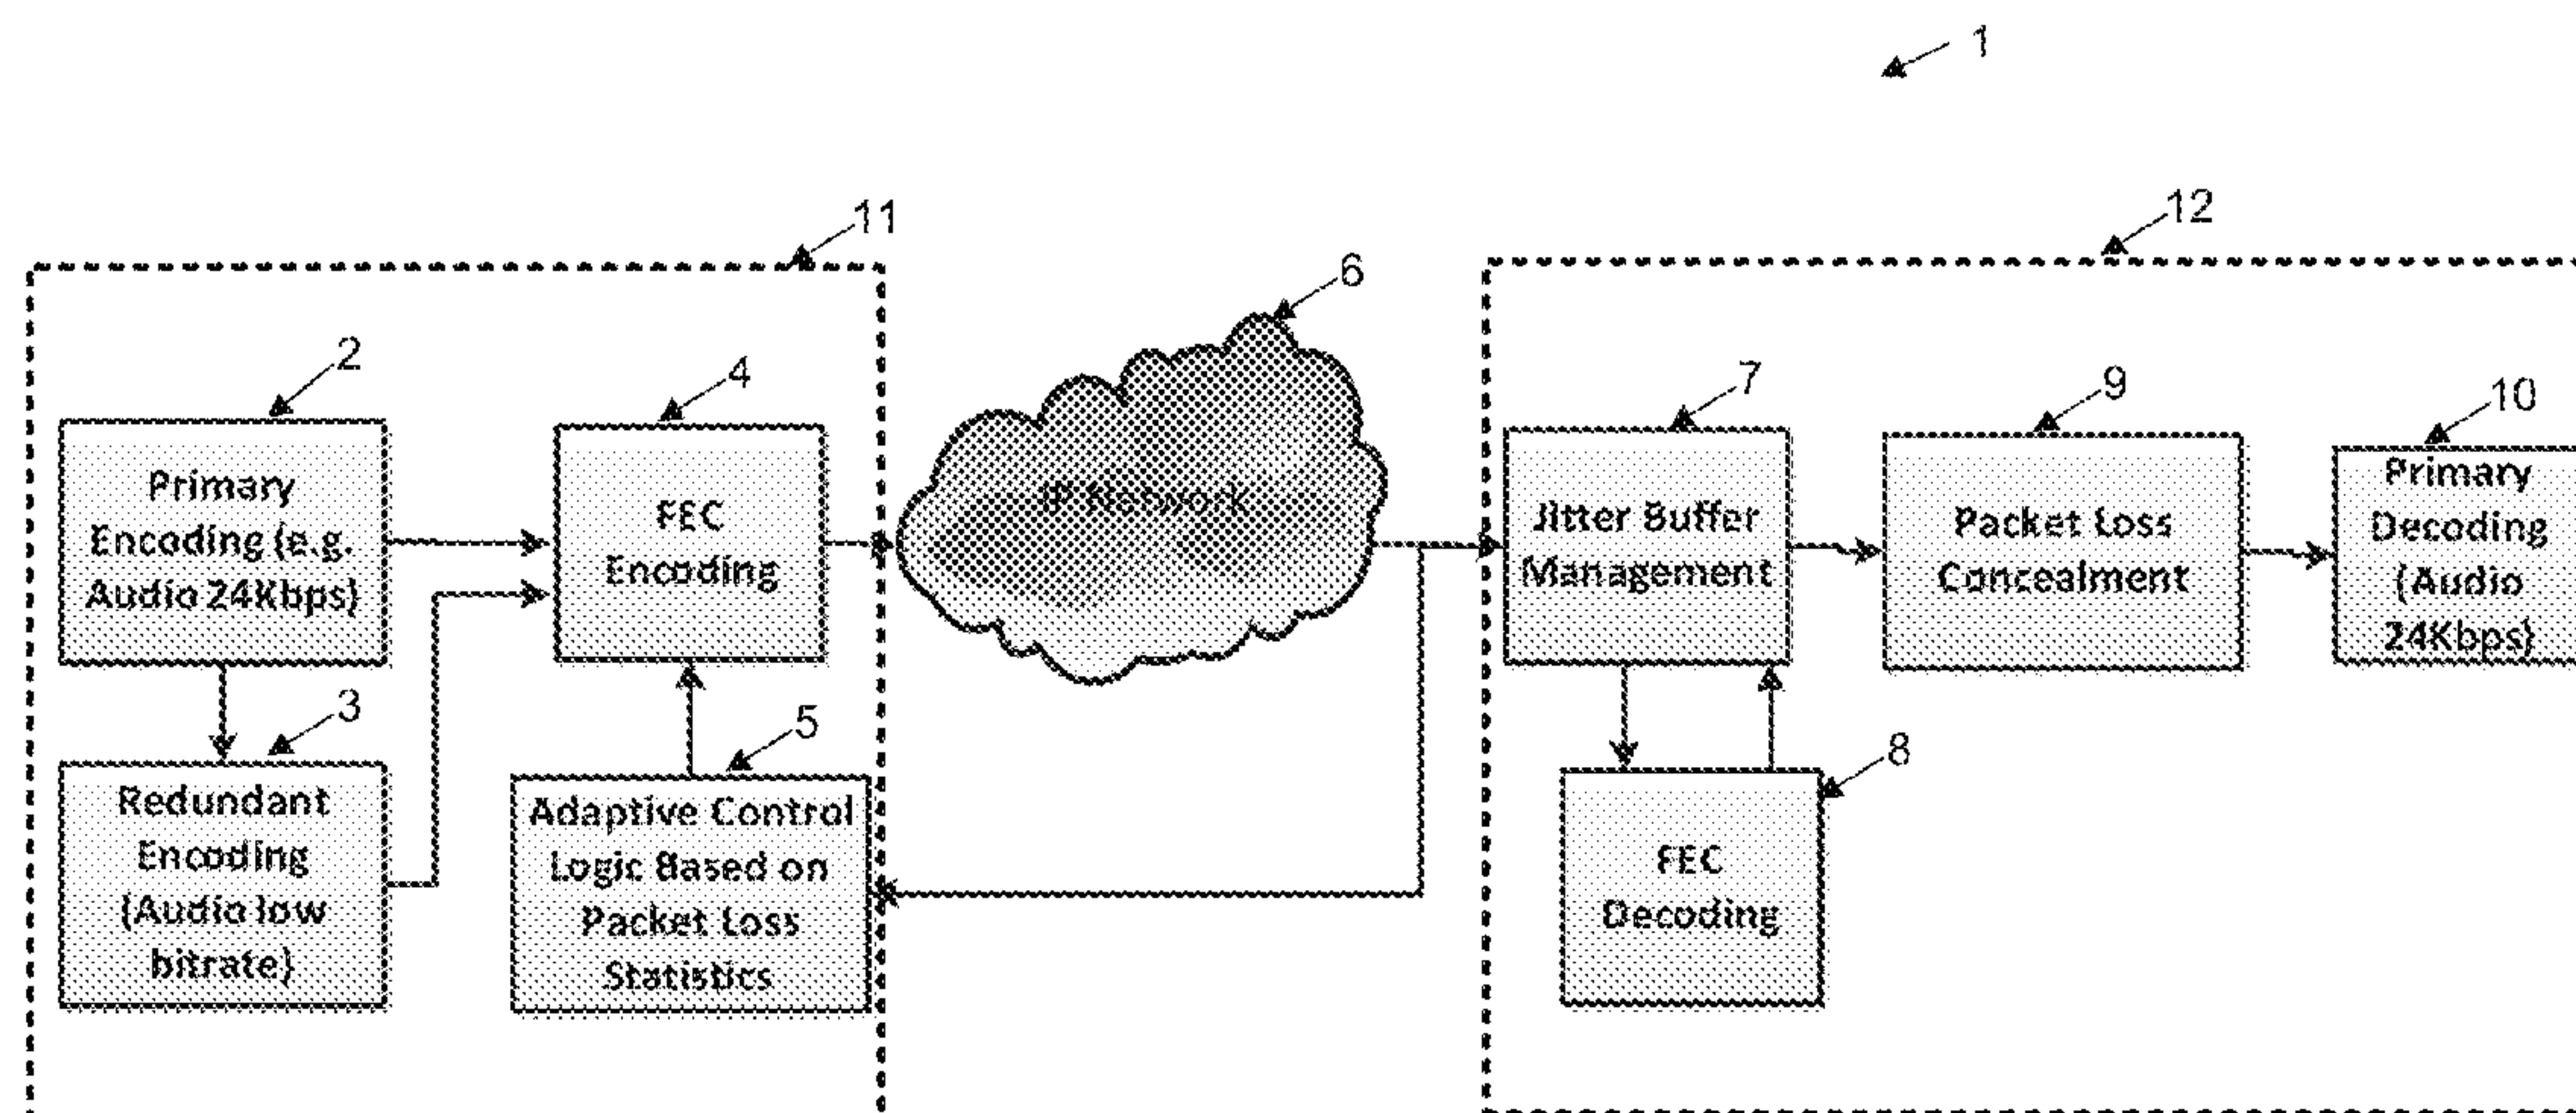 1
11
12
6
2
4
7
9
10
Primary
Encoding (e.g.
Audio 24Kbps)
FEC
Encoding
IP Network
Jitter Buffer
Management
Packet Loss
Concealment
Primary
Decoding
(Audio
24Kbps)
3
5
8
Redundant
Encoding
(Audio low
bitrate)
Adaptive Control
Logic Based on
Packet Loss
Statistics
FEC
Decoding